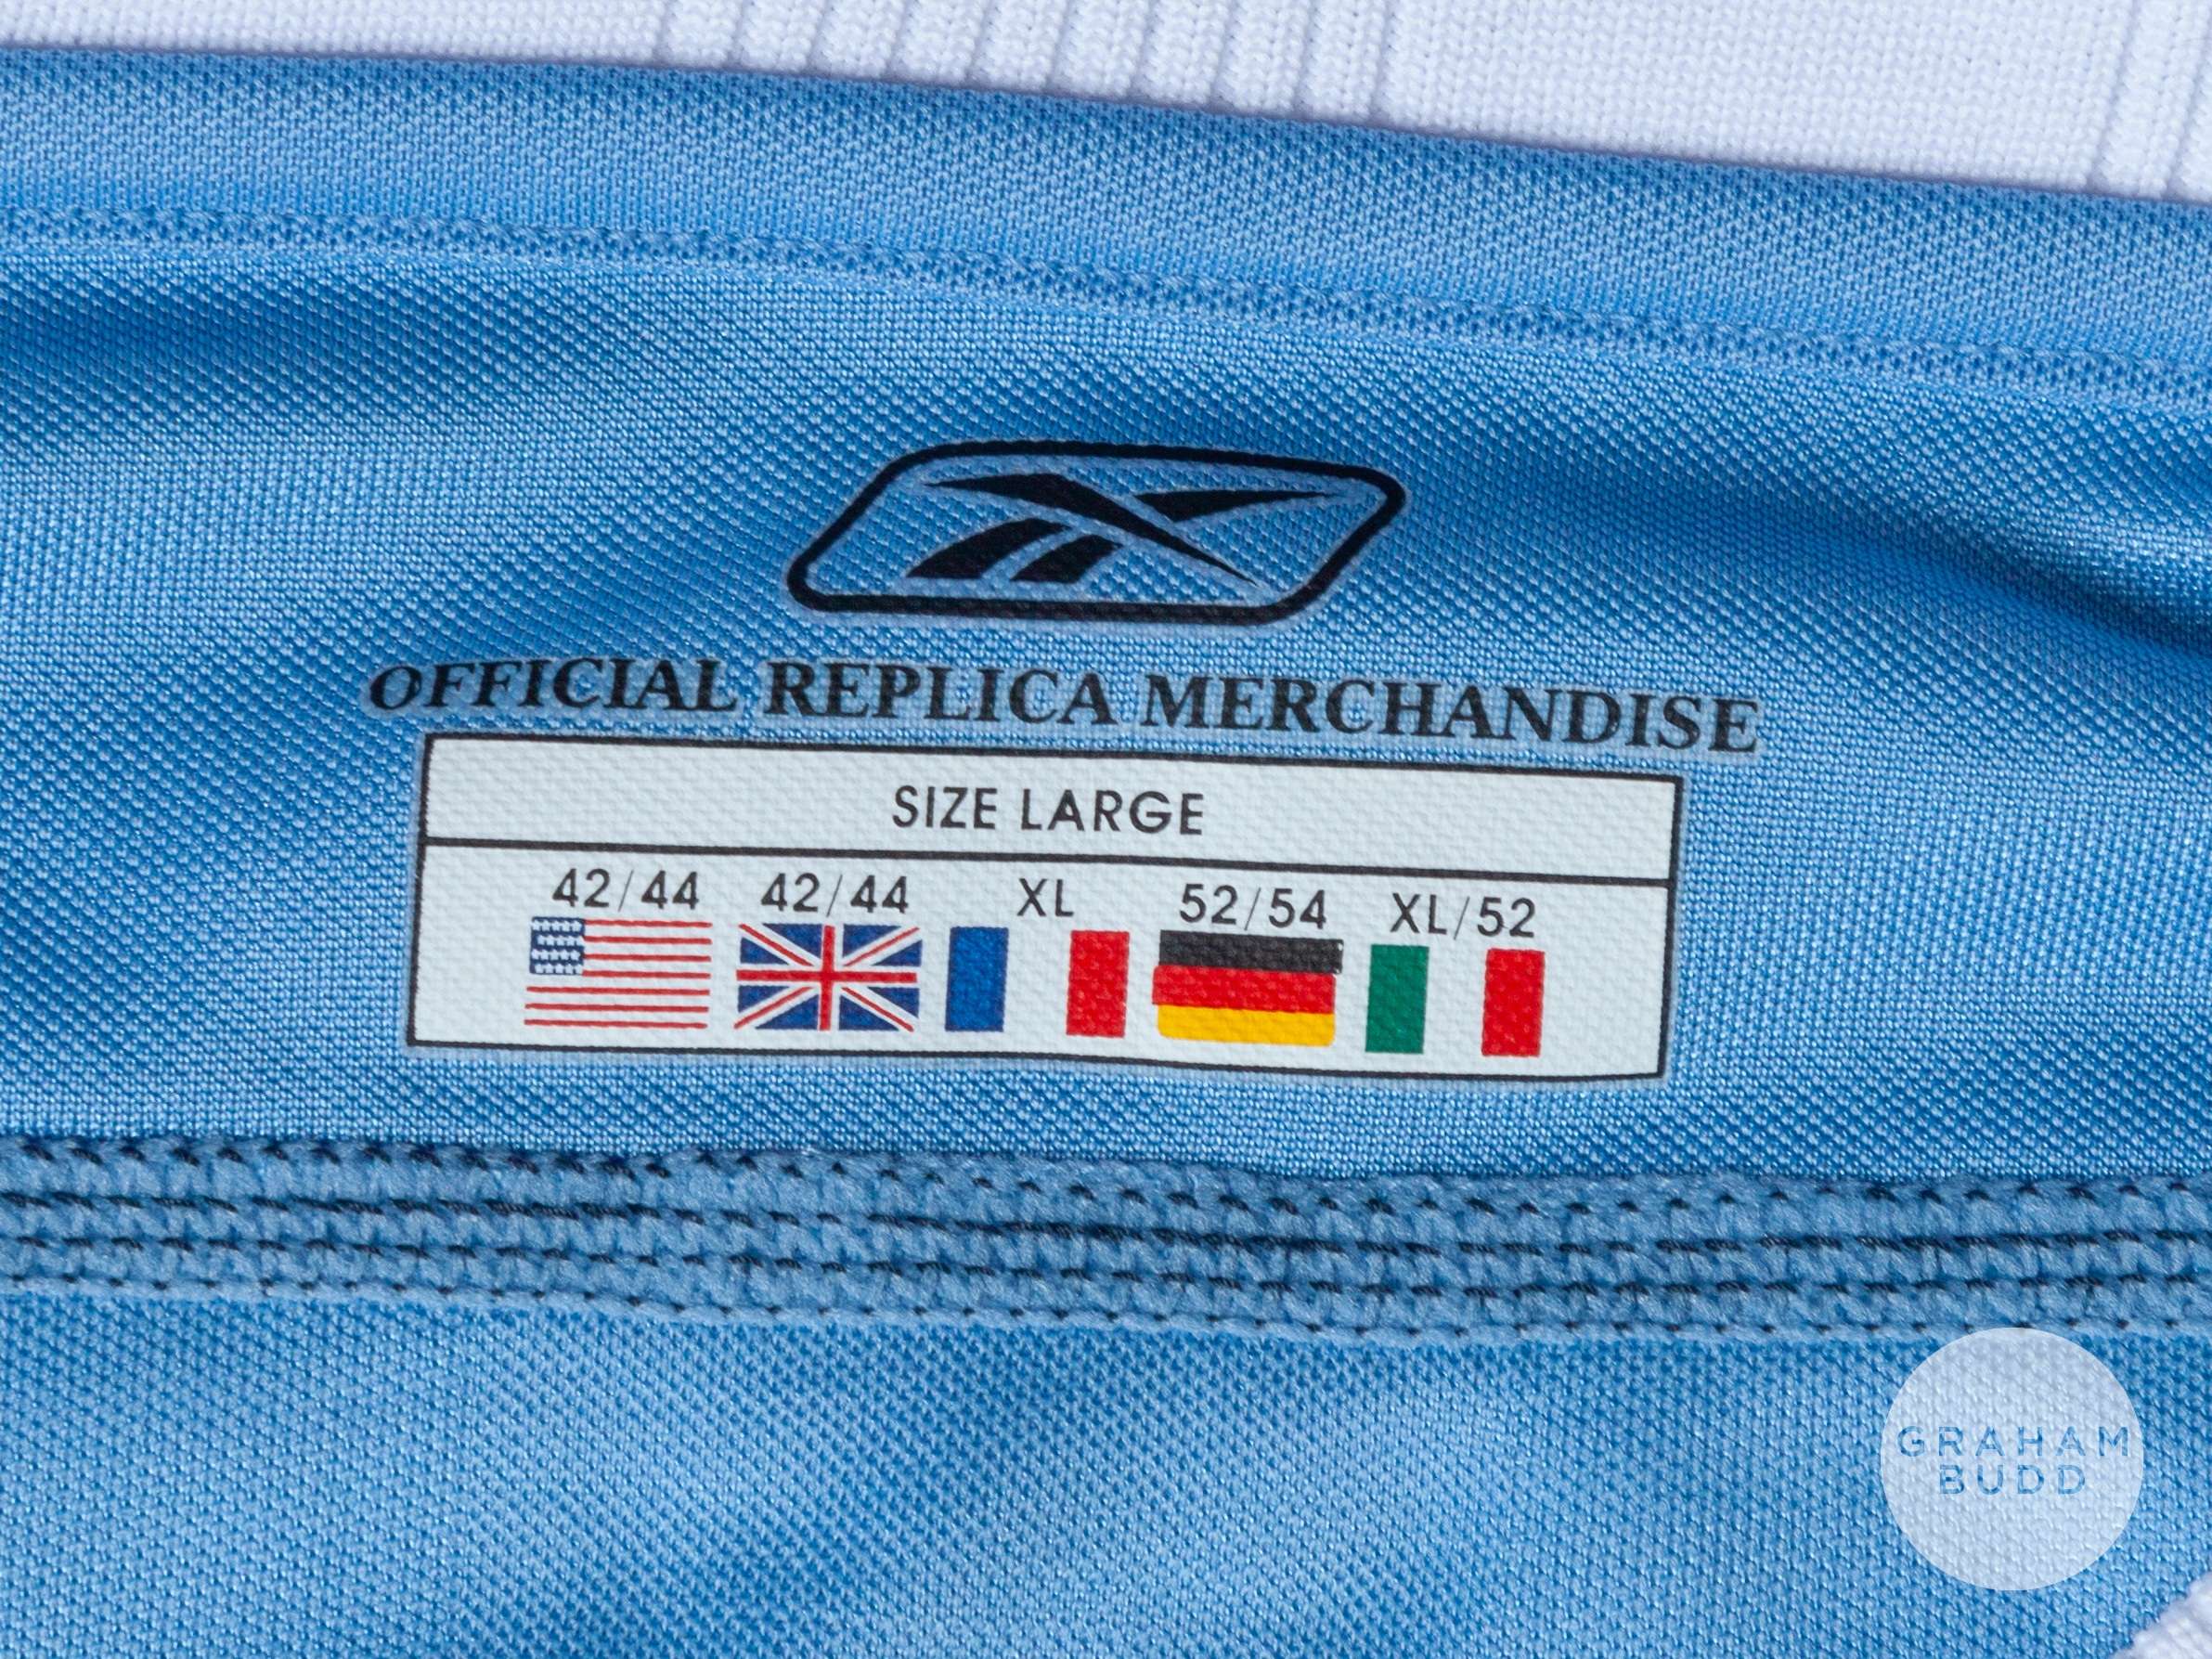 OFFICIAL REPLICA MERCHANDISE
SIZE LARGE
42/44 42/44 XL 52/54 XL/52
GRAHAM
BUDD